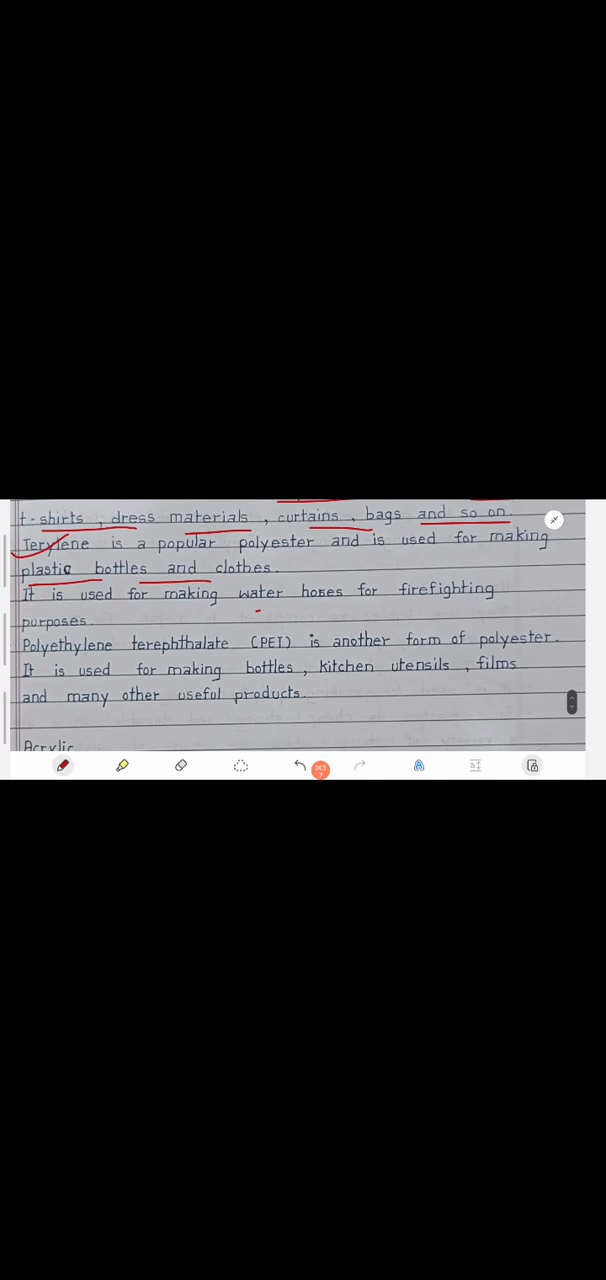 t-shirts, dress materials, curtains, bags and so on.
Terylene is a popular polyester and is used for making
plastic bottles and clothes.
It is used for making water hoses for firefighting
purposes.
Polyethylene terephthalate (PET) is another form of polyester.
It is used for making bottles, kitchen utensils, films
and many other useful products.
Acrylic